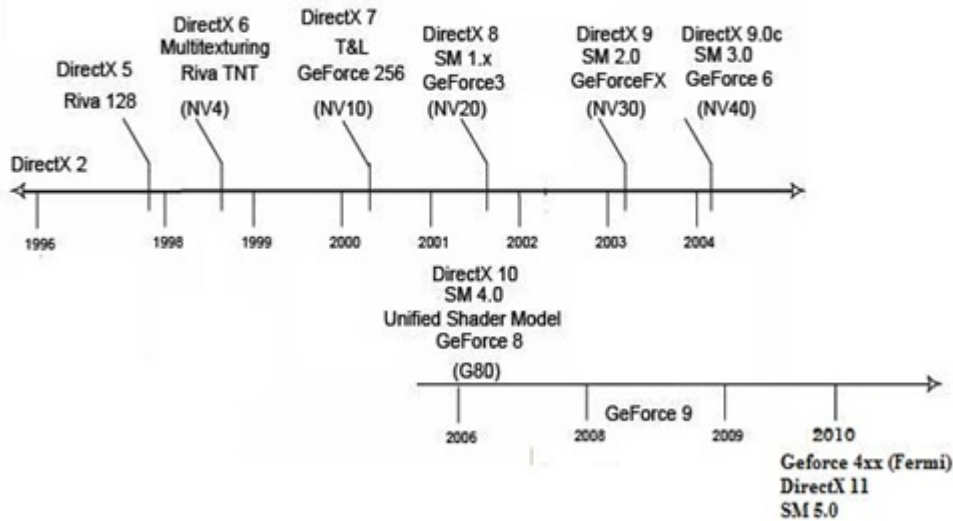 DirectX 5
Riva 128
DirectX 6
Multitexturing
Riva TNT
(NV4)
DirectX 7
T&L
GeForce 256
(NV10)
DirectX 8
SM 1.x
GeForce3
(NV20)
DirectX 9
SM 2.0
GeForceFX
(NV30)
DirectX 9.0c
SM 3.0
GeForce 6
(NV40)
DirectX 2
1996
1998
1999
2000
2001
2002
2003
2004
DirectX 10
SM 4.0
Unified Shader Model
GeForce 8
(G80)
GeForce 9
2006
2008
2009
2010
Geforce 4xx (Fermi)
DirectX 11
SM 5.0